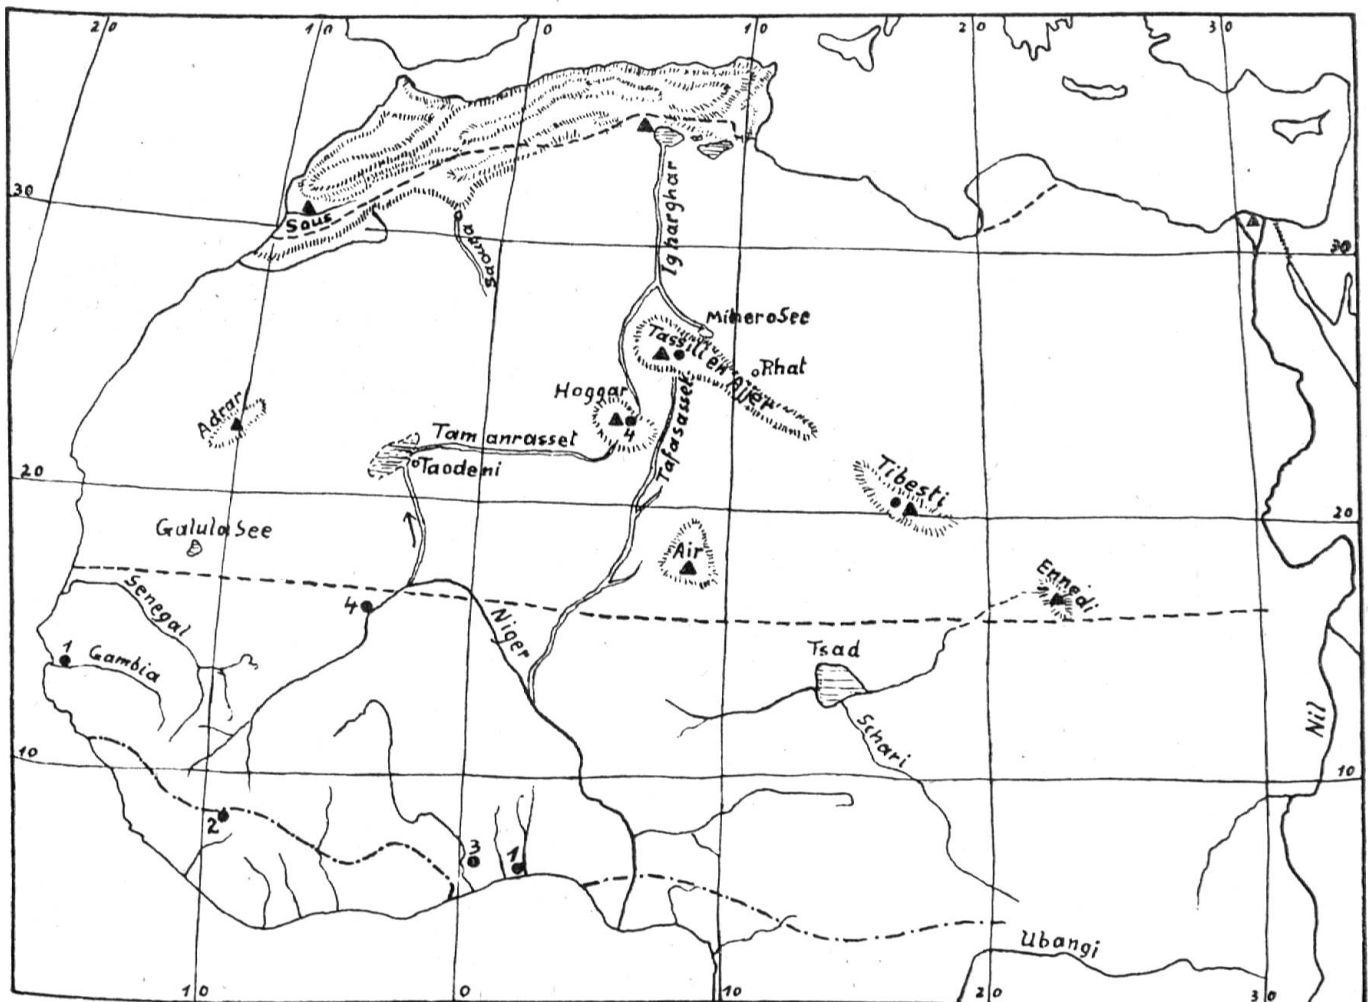 20 10 0 10 20 30
30
Sous
Saoura
Igharghar
30
Mihero See
Tassili en Ajjer
Rhat
Hoggar
4
Adrar
Tamanrasset
Tafasasset
Taodeni
Tibesti
20
20
Galula See
Air
Ennedi
Senegal
4
Niger
1
Gambia
Tsad
Schari
Nil
10
10
2
3
1
Ubangi
10 0 10 20 30